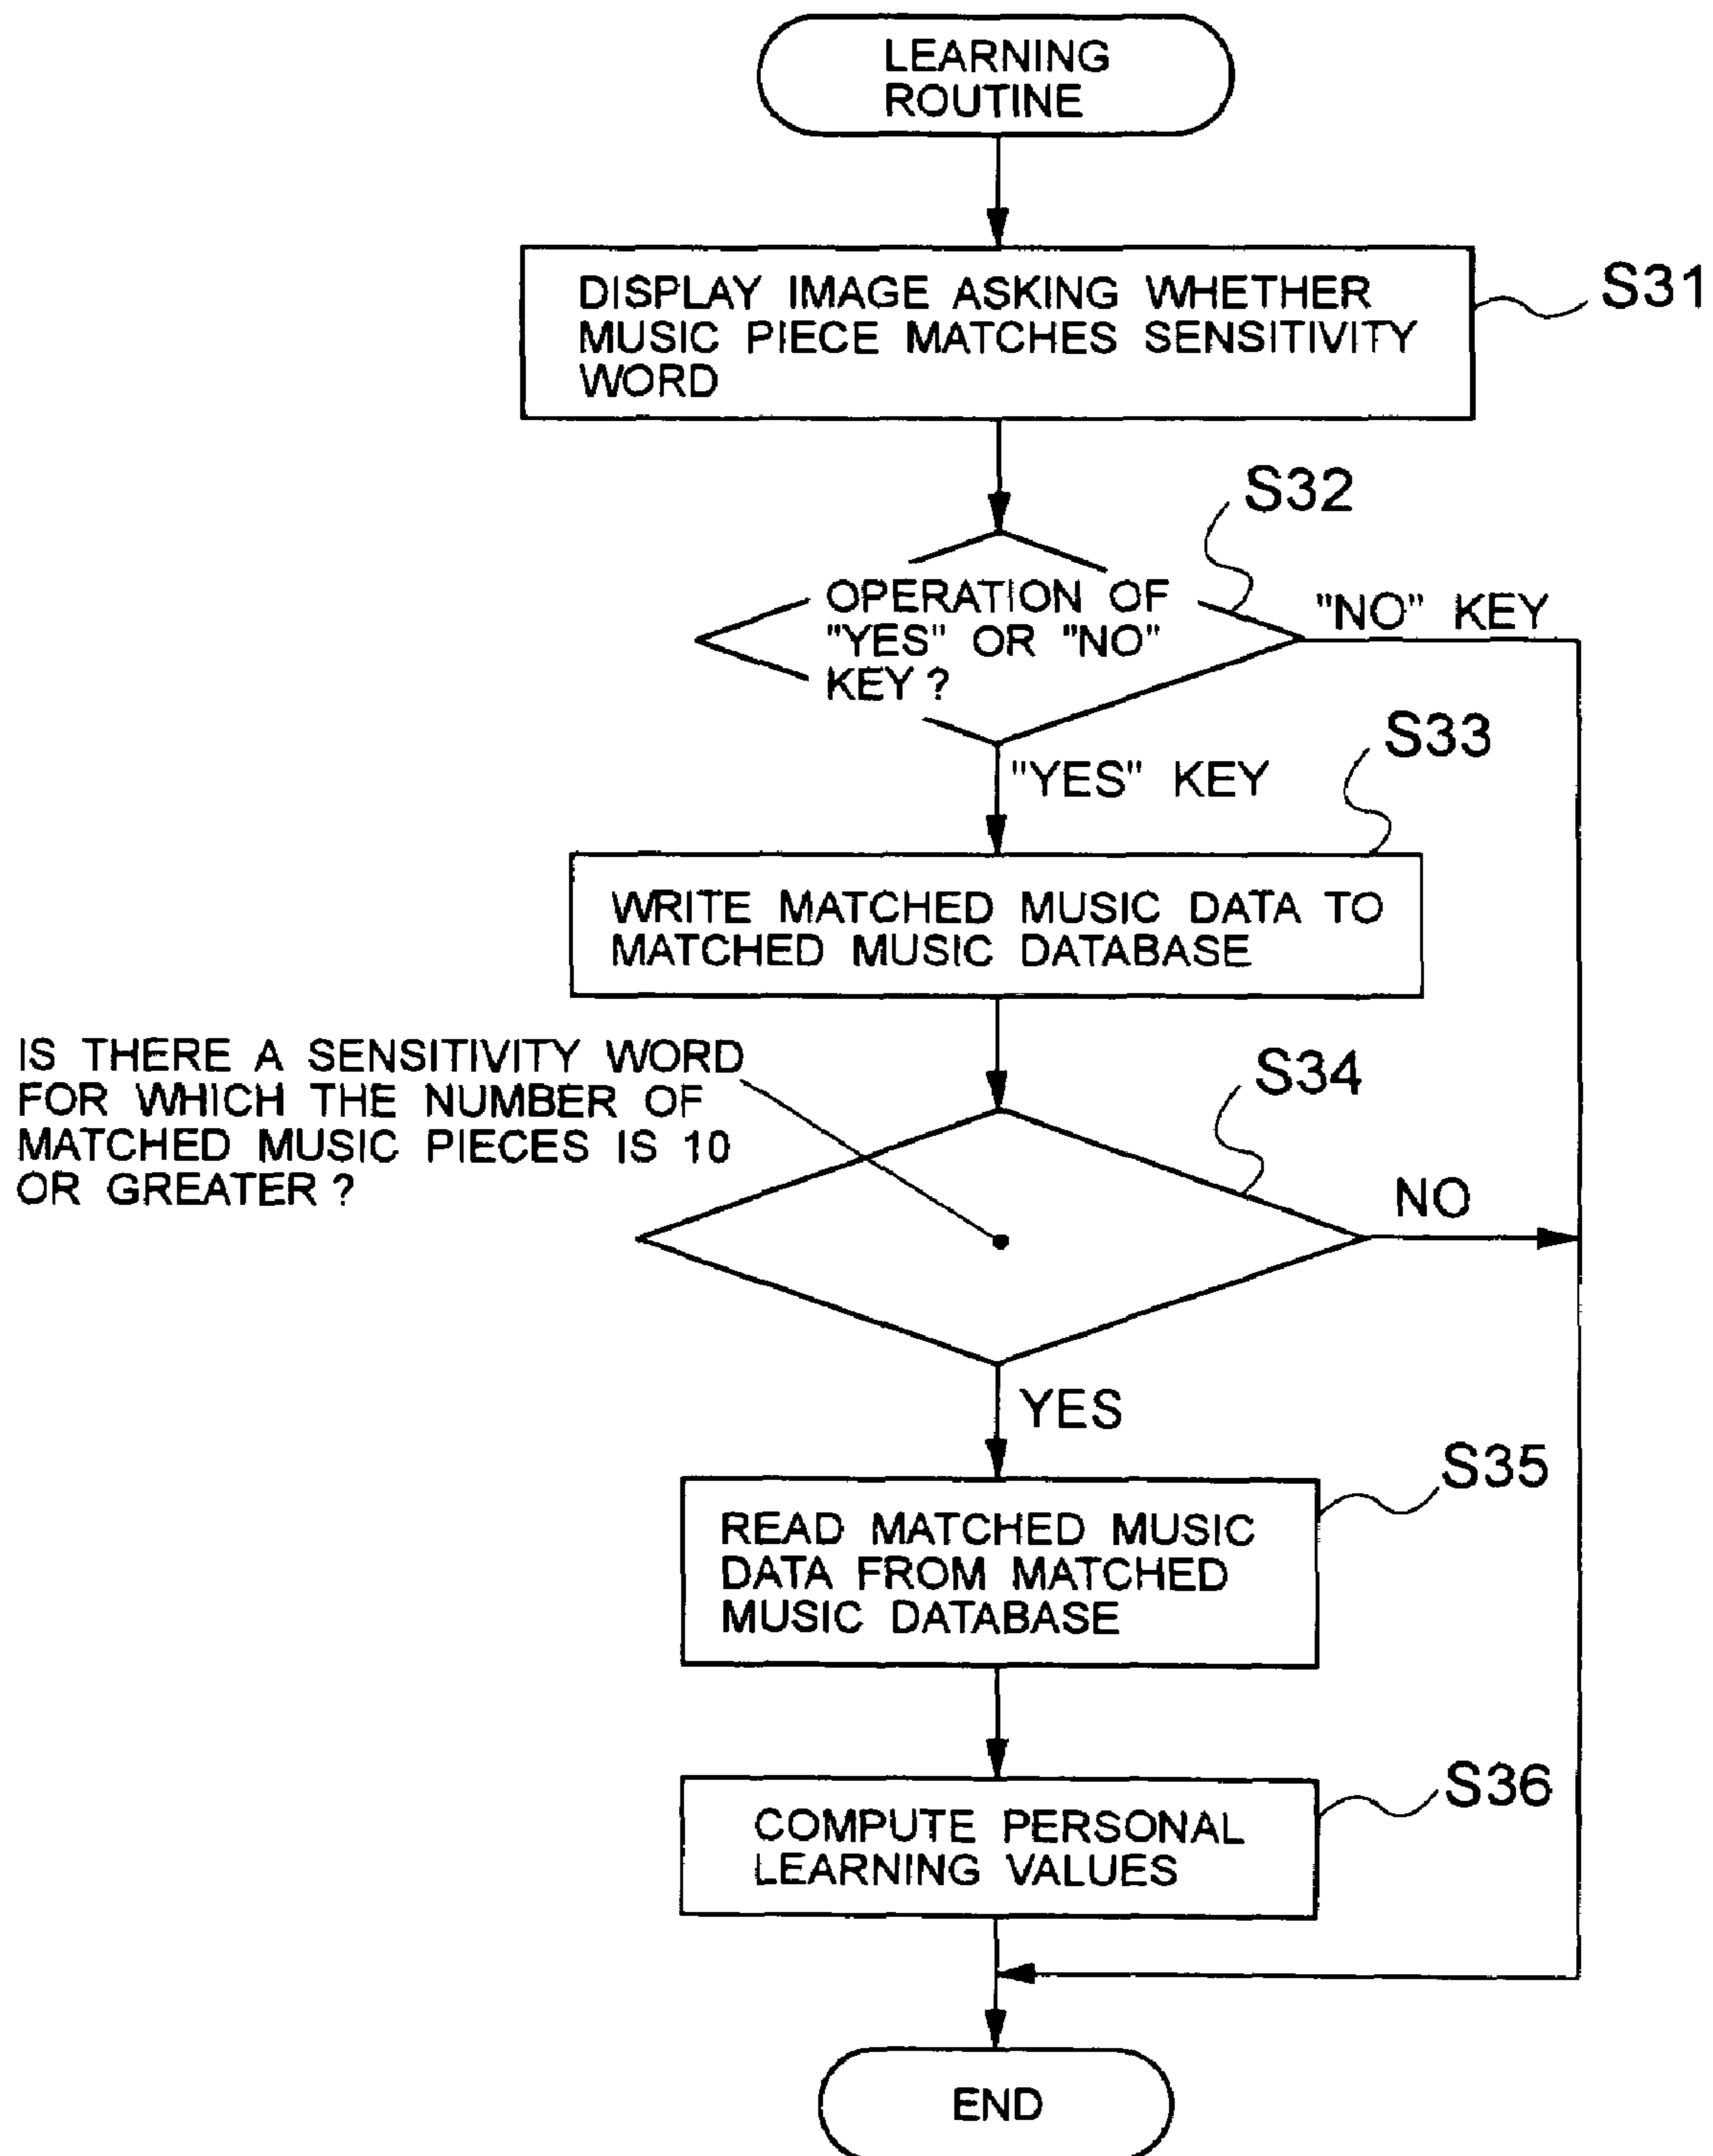 LEARNING
ROUTINE
DISPLAY IMAGE ASKING WHETHER
MUSIC PIECE MATCHES SENSITIVITY
WORD
S31
S32
OPERATION OF
"YES" OR "NO"
KEY ?
"NO" KEY
"YES" KEY
S33
WRITE MATCHED MUSIC DATA TO
MATCHED MUSIC DATABASE
IS THERE A SENSITIVITY WORD
FOR WHICH THE NUMBER OF
MATCHED MUSIC PIECES IS 10
OR GREATER ?
S34
NO
YES
S35
READ MATCHED MUSIC
DATA FROM MATCHED
MUSIC DATABASE
S36
COMPUTE PERSONAL
LEARNING VALUES
END